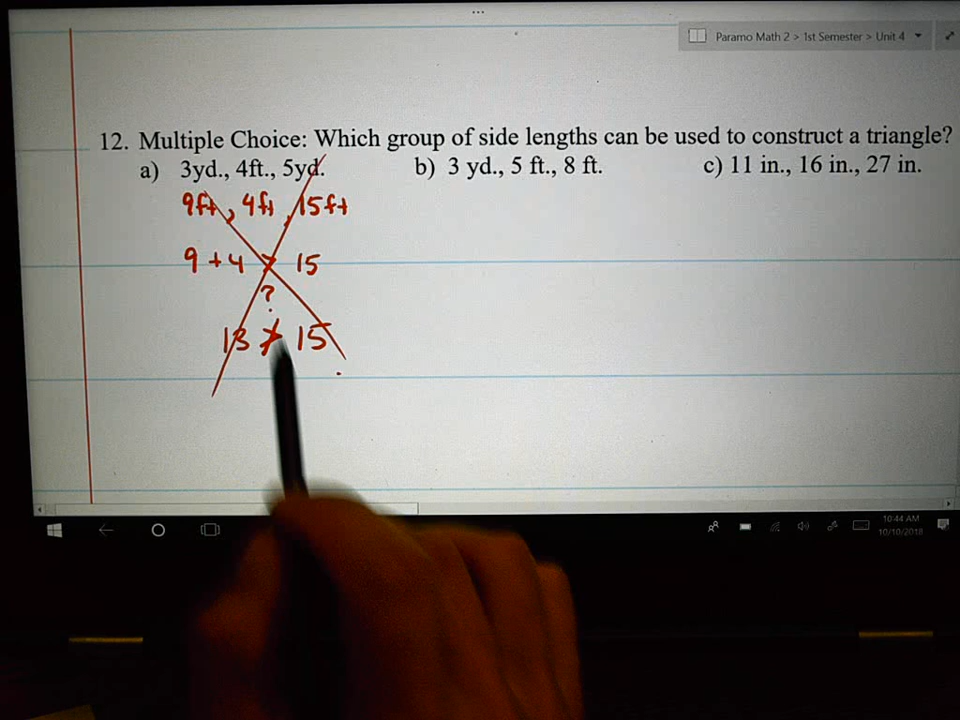 Paramo Math 2 > 1st Semester > Unit 4
12. Multiple Choice: Which group of side lengths can be used to construct a triangle?
a) 3yd., 4ft., 5yd. b) 3 yd., 5 ft., 8 ft. c) 11 in., 16 in., 27 in.
9ft, 4ft, 15ft
9 + 4 > 15
?
13 ≯ 15
10:44 AM
10/10/2018